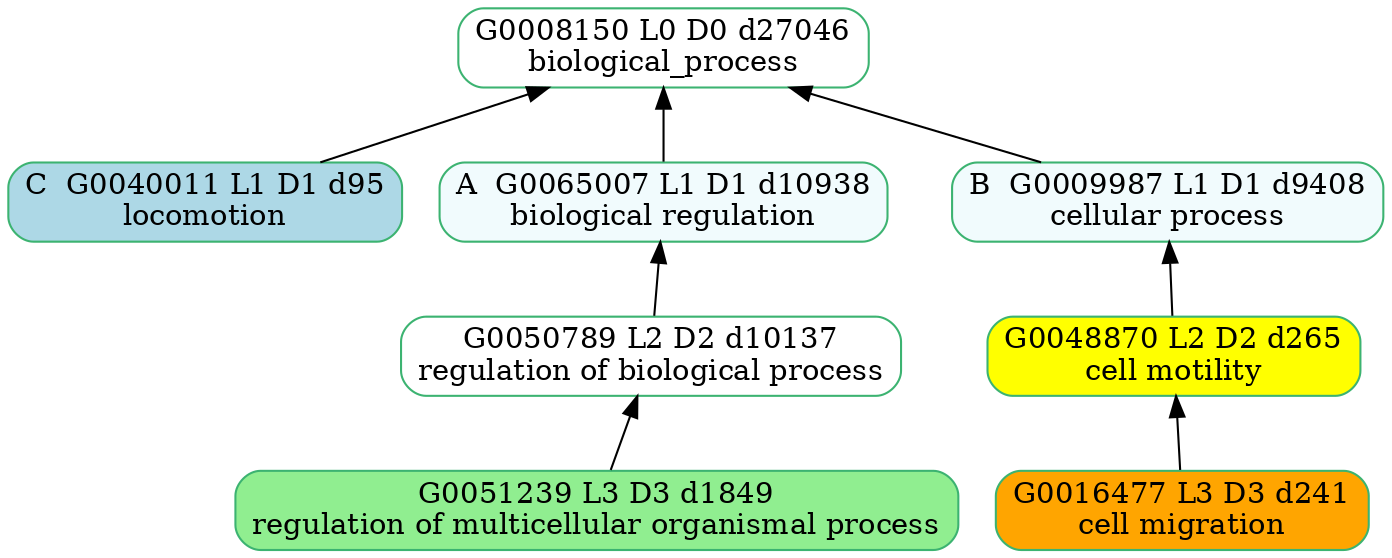 G0008150 L0 D0 d27046
biological_process
C  G0040011 L1 D1 d95
locomotion
A  G0065007 L1 D1 d10938
biological regulation
B  G0009987 L1 D1 d9408
cellular process
G0050789 L2 D2 d10137
regulation of biological process
G0048870 L2 D2 d265
cell motility
G0051239 L3 D3 d1849
regulation of multicellular organismal process
G0016477 L3 D3 d241
cell migration